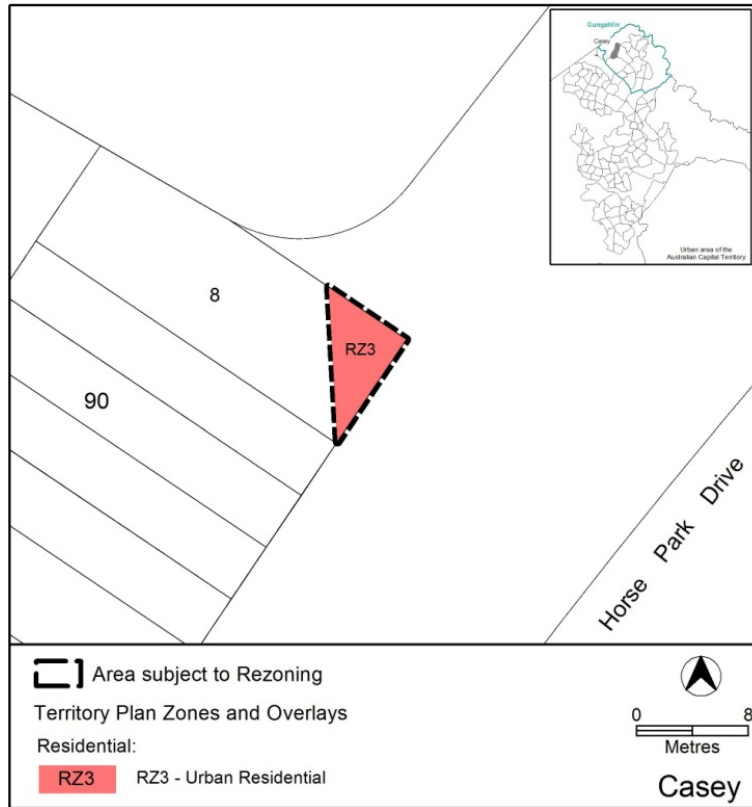 Gungahlin
Casey
Urban area of the
Australian Capital Territory
8
RZ3
90
Horse Park Drive
Area subject to Rezoning
Territory Plan Zones and Overlays
Residential:
RZ3 RZ3 - Urban Residential
0 8
Metres
Casey